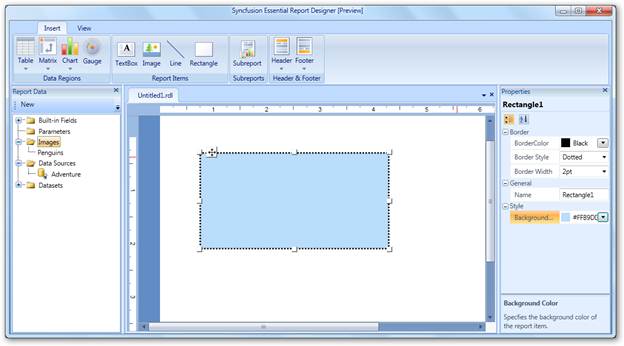 Syncfusion Essential Report Designer [Preview]
Insert View
Table Matrix Chart Gauge TextBox Image Line Rectangle Subreport Header Footer
Data Regions Report Items Subreports Header & Footer
Report Data
New
Built-in Fields
Parameters
Images
Penguins
Data Sources
Adventure
Datasets
Untitled1.rdl
1 2 3 4 5 6
1
2
3
Properties
Rectangle1
Border
BorderColor Black
Border Style Dotted
Border Width 2pt
General
Name Rectangle1
Style
Background...
Background Color
Specifies the background color of
the report item.